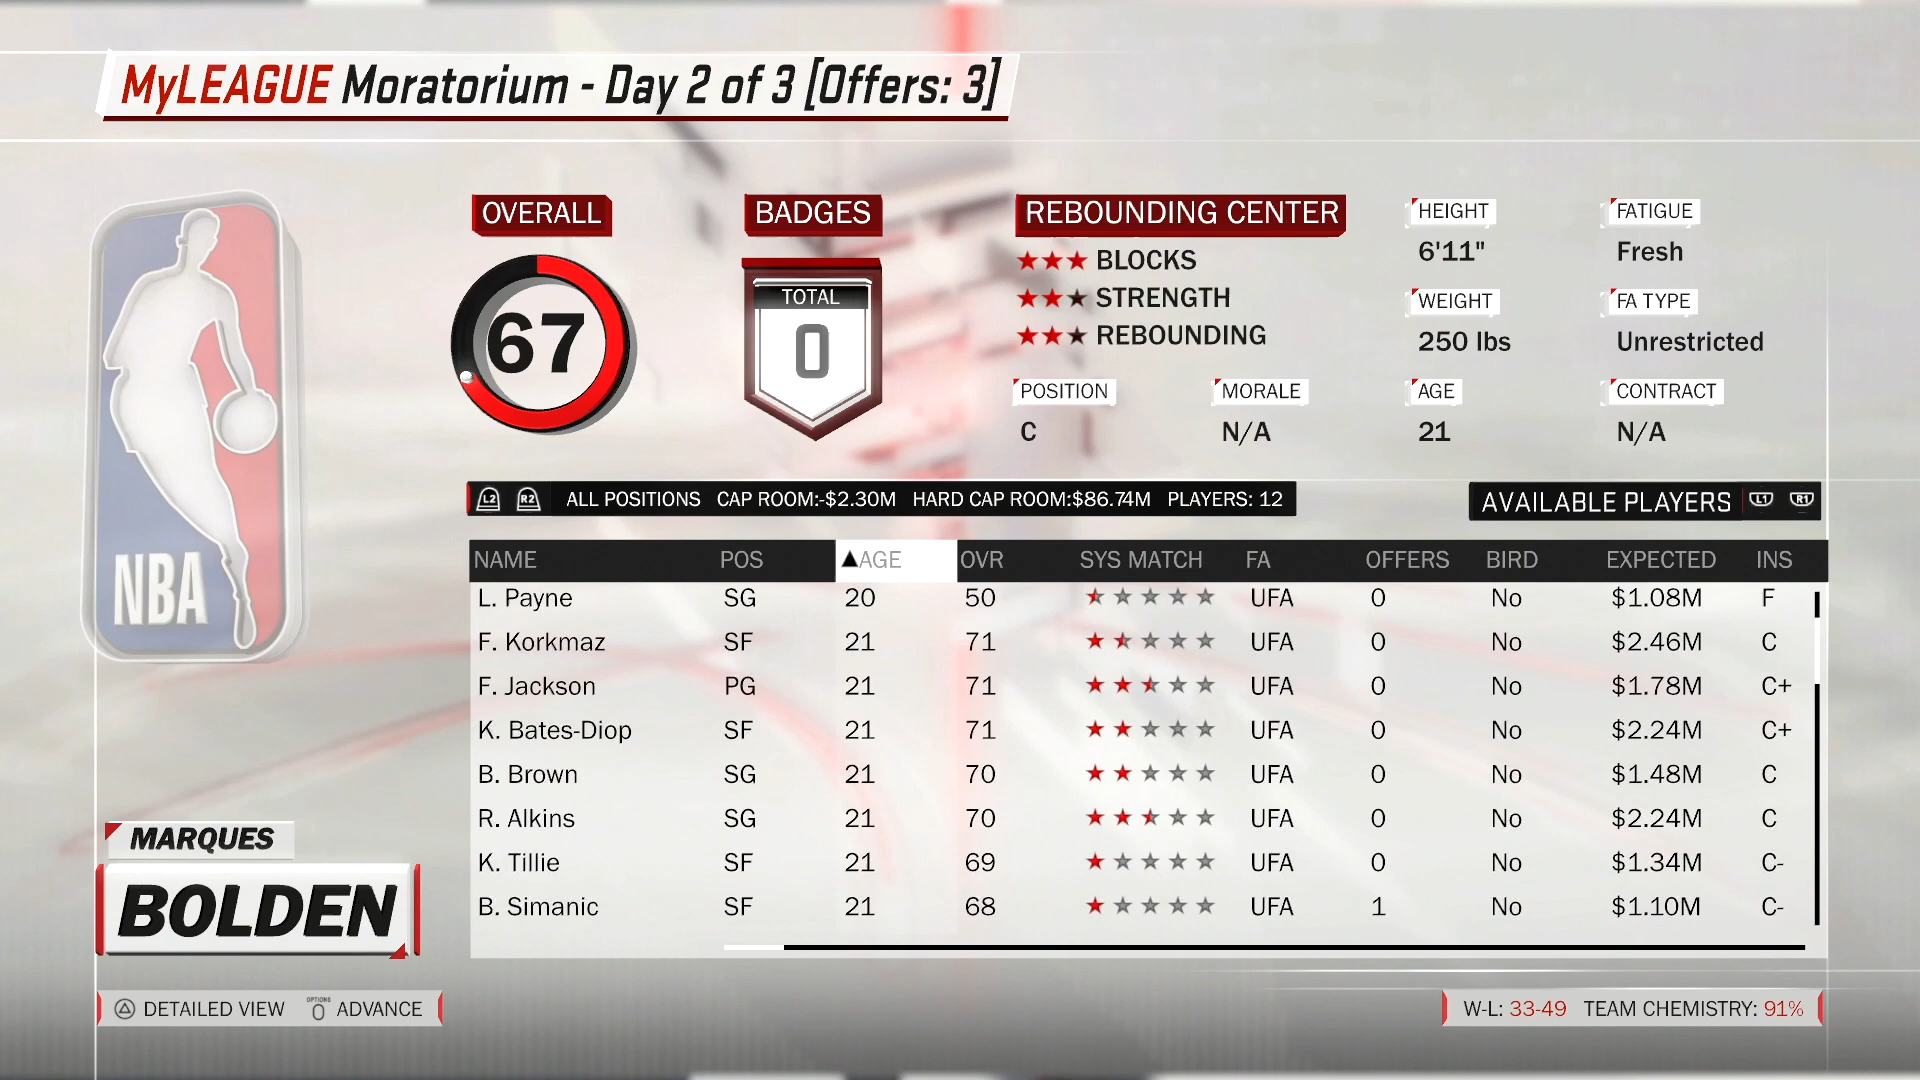 MyLEAGUE Moratorium - Day 2 of 3 [Offers: 3]
OVERALL
67
BADGES
TOTAL
0
REBOUNDING CENTER
BLOCKS
STRENGTH
REBOUNDING
HEIGHT
6'11"
FATIGUE
Fresh
WEIGHT
250 lbs
FA TYPE
Unrestricted
POSITION
C
MORALE
N/A
AGE
21
CONTRACT
N/A
NBA
L2 R2 ALL POSITIONS CAP ROOM:-$2.30M HARD CAP ROOM:$86.74M PLAYERS: 12
AVAILABLE PLAYERS L1 R1
NAME POS ▲AGE OVR SYS MATCH FA OFFERS BIRD EXPECTED INS
L. Payne SG 20 50 UFA 0 No $1.08M F
F. Korkmaz SF 21 71 UFA 0 No $2.46M C
F. Jackson PG 21 71 UFA 0 No $1.78M C+
K. Bates-Diop SF 21 71 UFA 0 No $2.24M C+
B. Brown SG 21 70 UFA 0 No $1.48M C
R. Alkins SG 21 70 UFA 0 No $2.24M C
K. Tillie SF 21 69 UFA 0 No $1.34M C-
B. Simanic SF 21 68 UFA 1 No $1.10M C-
MARQUES
BOLDEN
DETAILED VIEW OPTIONS ADVANCE
W-L: 33-49 TEAM CHEMISTRY: 91%